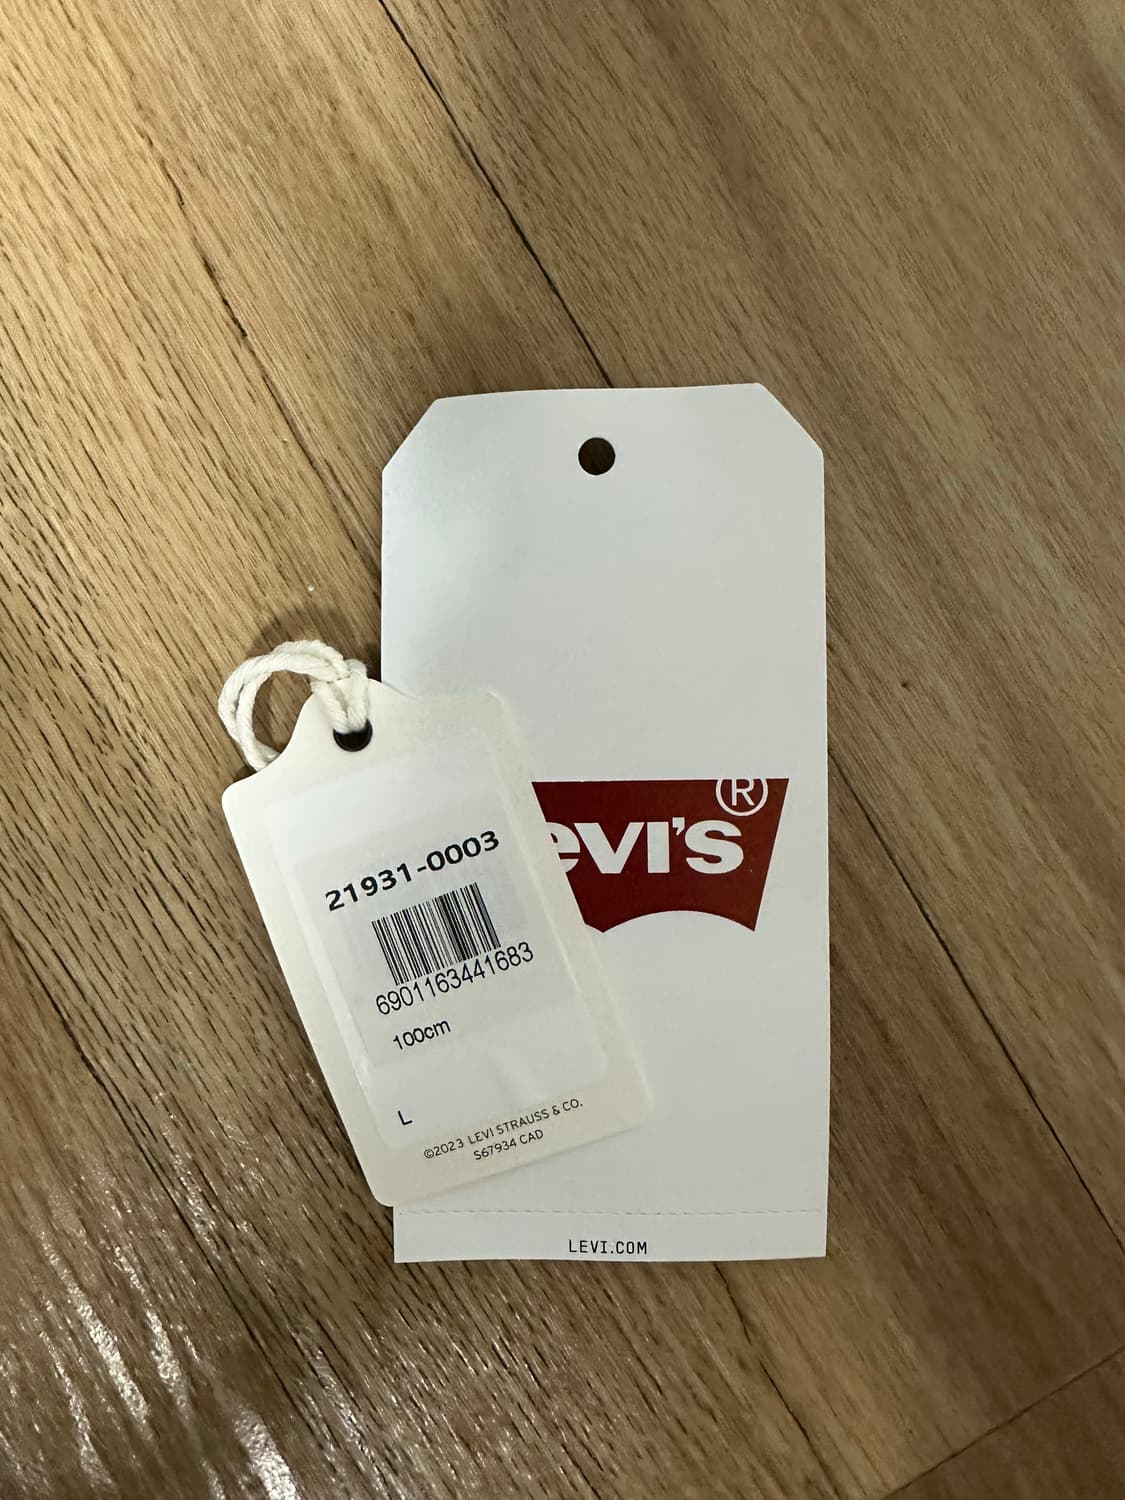 evi's®
21931-0003
6901163441683
100cm
L
©2023 LEVI STRAUSS & CO.
S67934 CAD
LEVI.COM